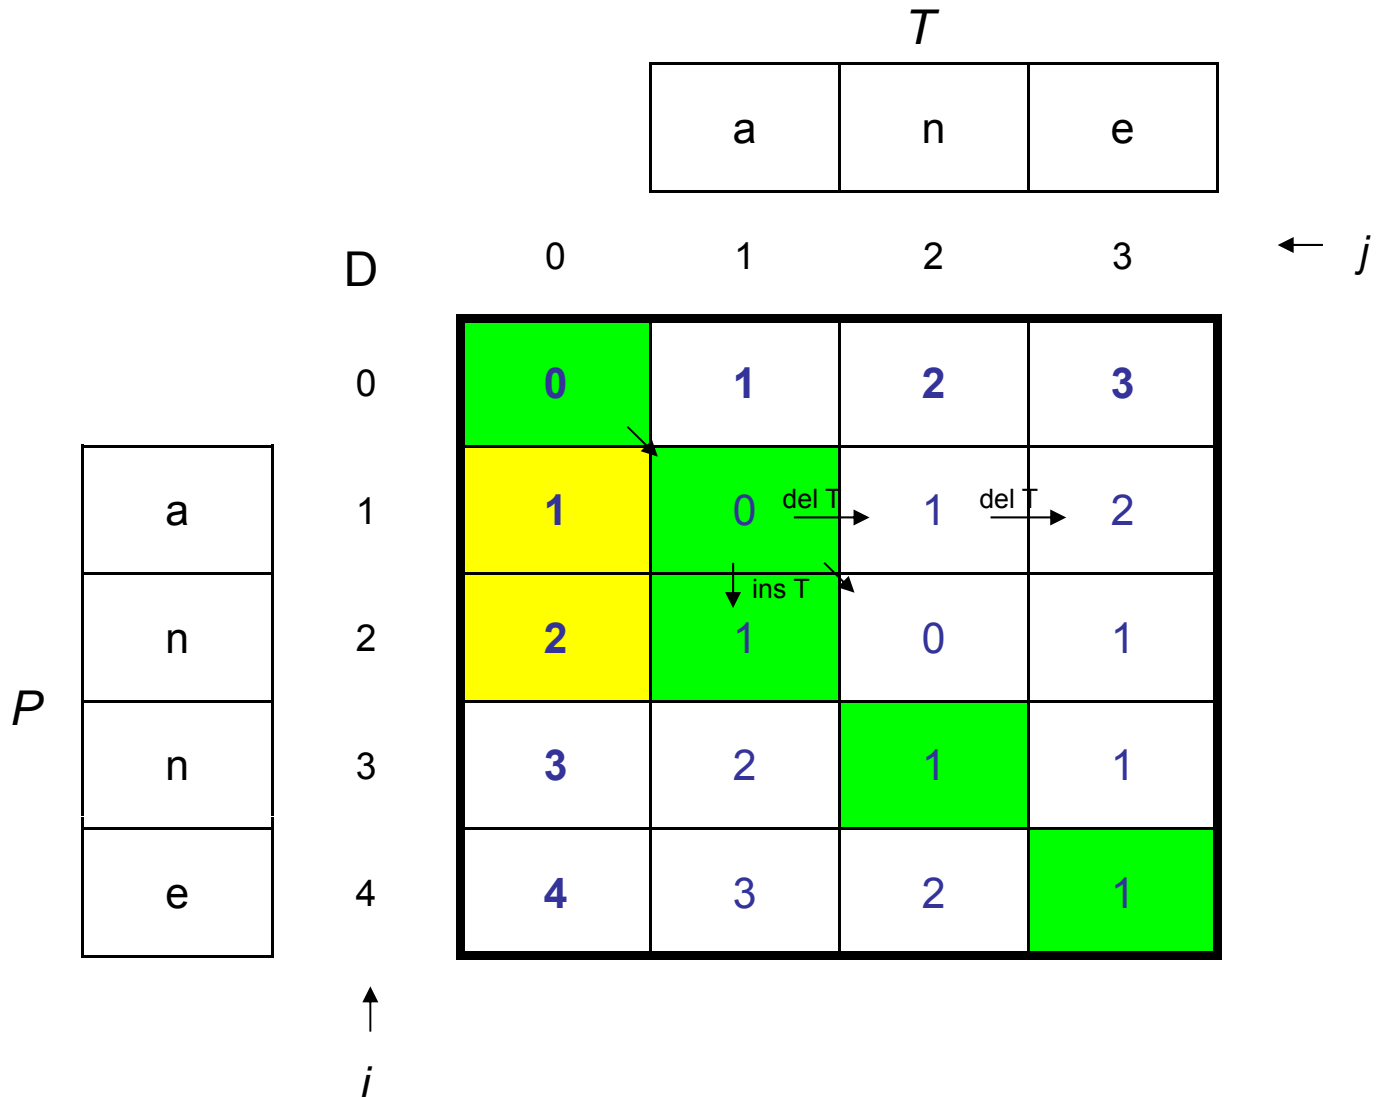 T
a n e
D 0 1 2 3 j
0 0 1 2 3
a 1 1 0 del T 1 del T 2
ins T
n 2 2 1 0 1
P
n 3 3 2 1 1
e 4 4 3 2 1
i